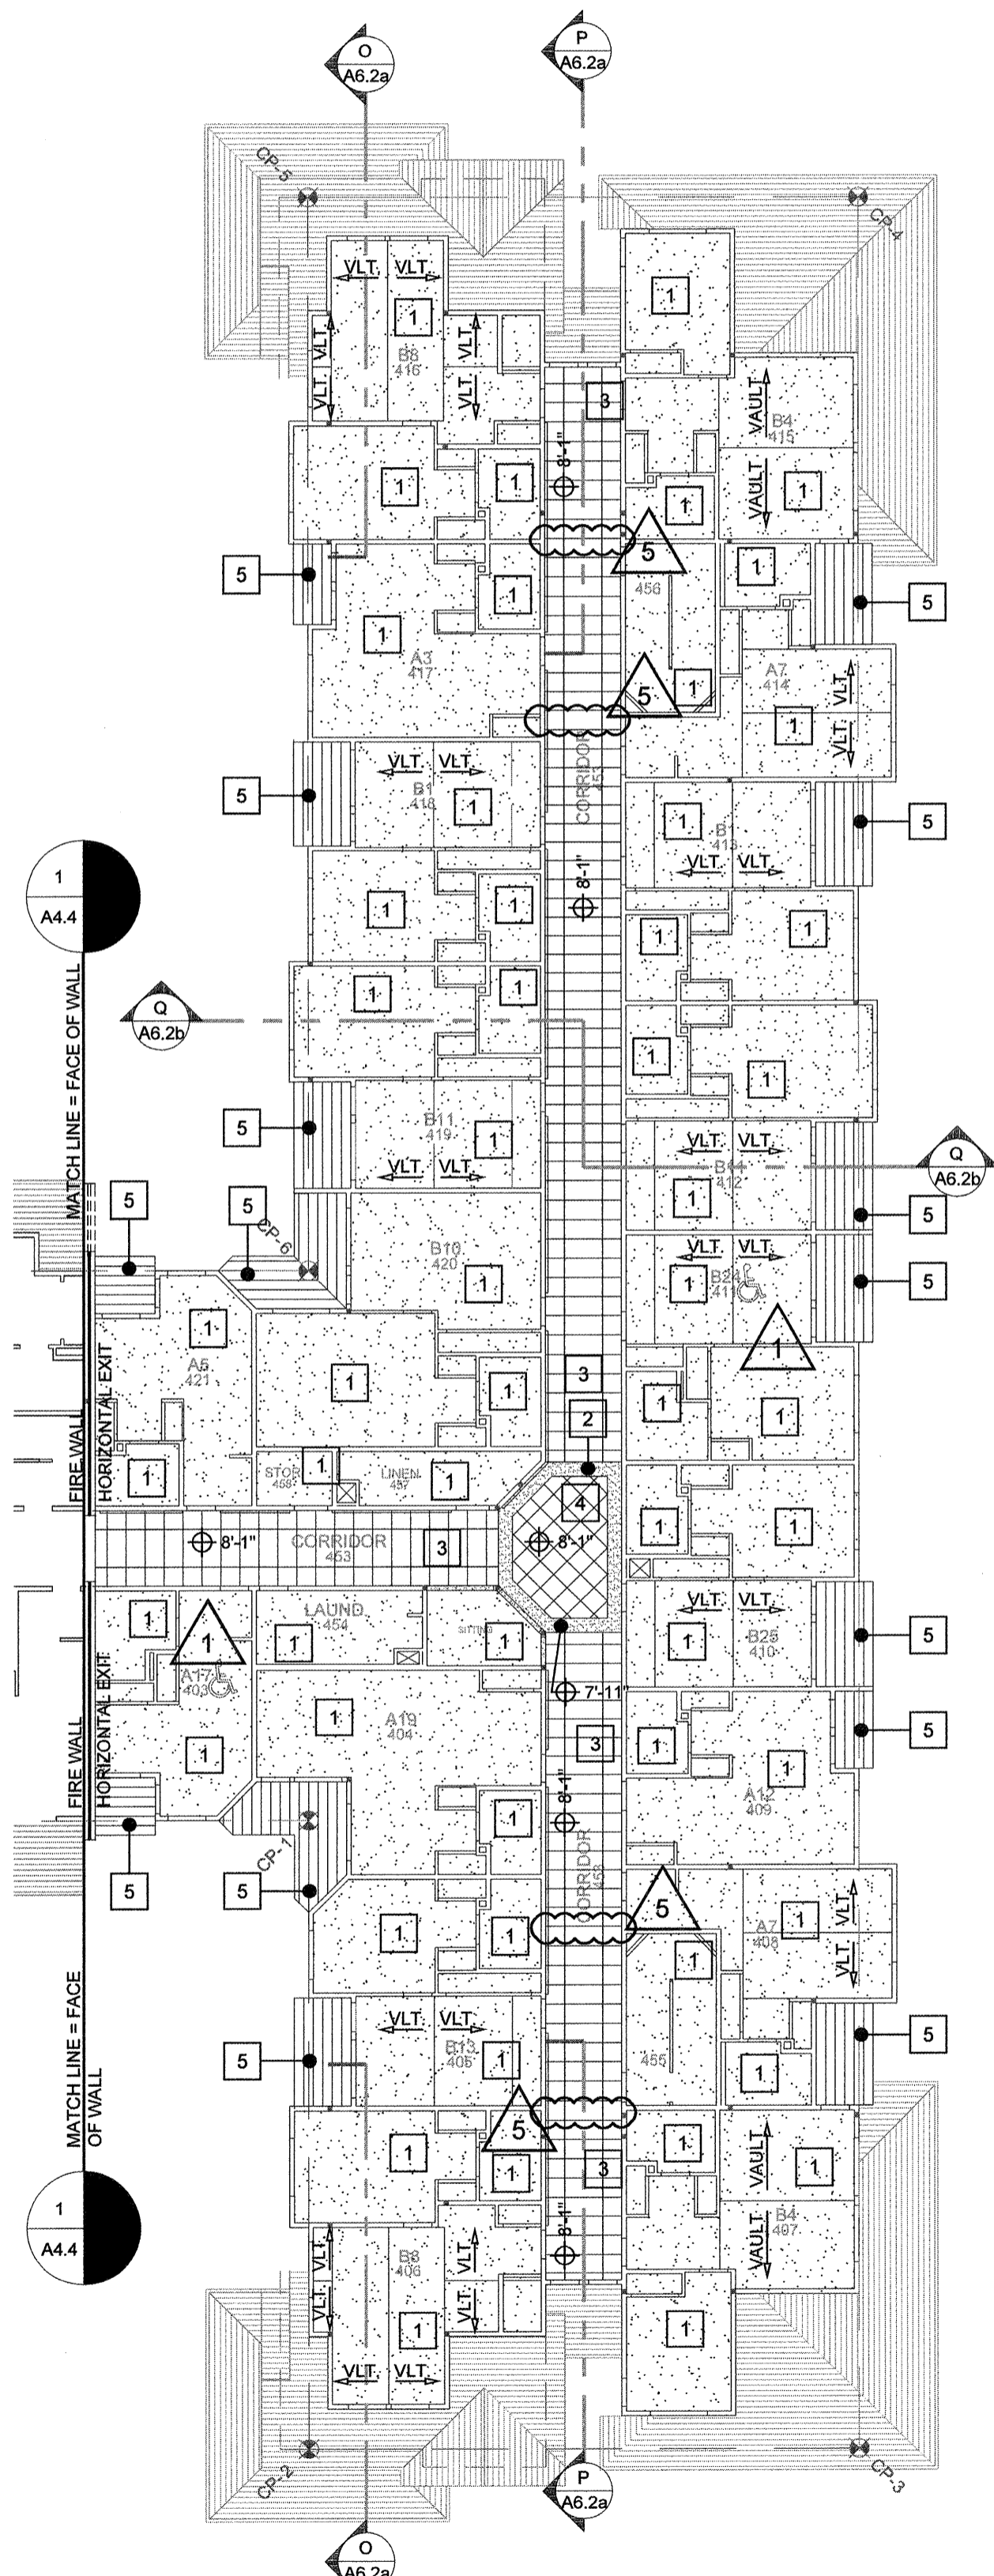 O
A6.2a
P
A6.2a
CP-5
CP-4
VLT. VLT.
1
1
B8
416
VLT.
VLT.
VLT.
VLT.
3
VAULT
B4
415
VAULT
8'-1"
1
1
1
1
5
5
456
1
1
5
1
A3
417
5
1
A7
414
VLT.
VLT.
1
CORRIDOR
VLT. VLT.
B1
418
1
5
1
B1
413
VLT. VLT.
5
1
A4.4
8'-1"
1
1
1
1
1
1
Q
A6.2b
1
1
MATCH LINE = FACE OF WALL
B11
419
1
VLT. VLT.
5
VLT. VLT.
412
1
Q
A6.2b
5
5
5
CP-6
B10
420
1
VLT. VLT.
B24
411
1
5
1
1
A5
421
1
1
3
2
1
1
FIRE WALL
HORIZONTAL EXIT
1
STOR
458
1
LINEN
457
1
4
8'-1"
8'-1"
CORRIDOR
453
3
1
1
1
LAUND.
454
1
SITTING
1
VLT. VLT.
1
B25
410
5
1
A17
403
1
FIRE WALL
HORIZONTAL EXIT
7'-11"
A19
404
1
3
1
1
5
A12
409
8'-1"
1
5
CP-1
5
CORRIDOR
452
5
1
1
A7
408
1
VLT.
VLT.
1
MATCH LINE = FACE
OF WALL
VLT. VLT.
B13
405
1
5
455
1
5
5
1
1
3
1
1
VAULT
VAULT
B4
407
1
A4.4
8'-1"
B8
406
VLT.
VLT.
VLT.
VLT.
1
1
VLT. VLT.
CP-2
CP-3
P
A6.2a
O
A6.2a